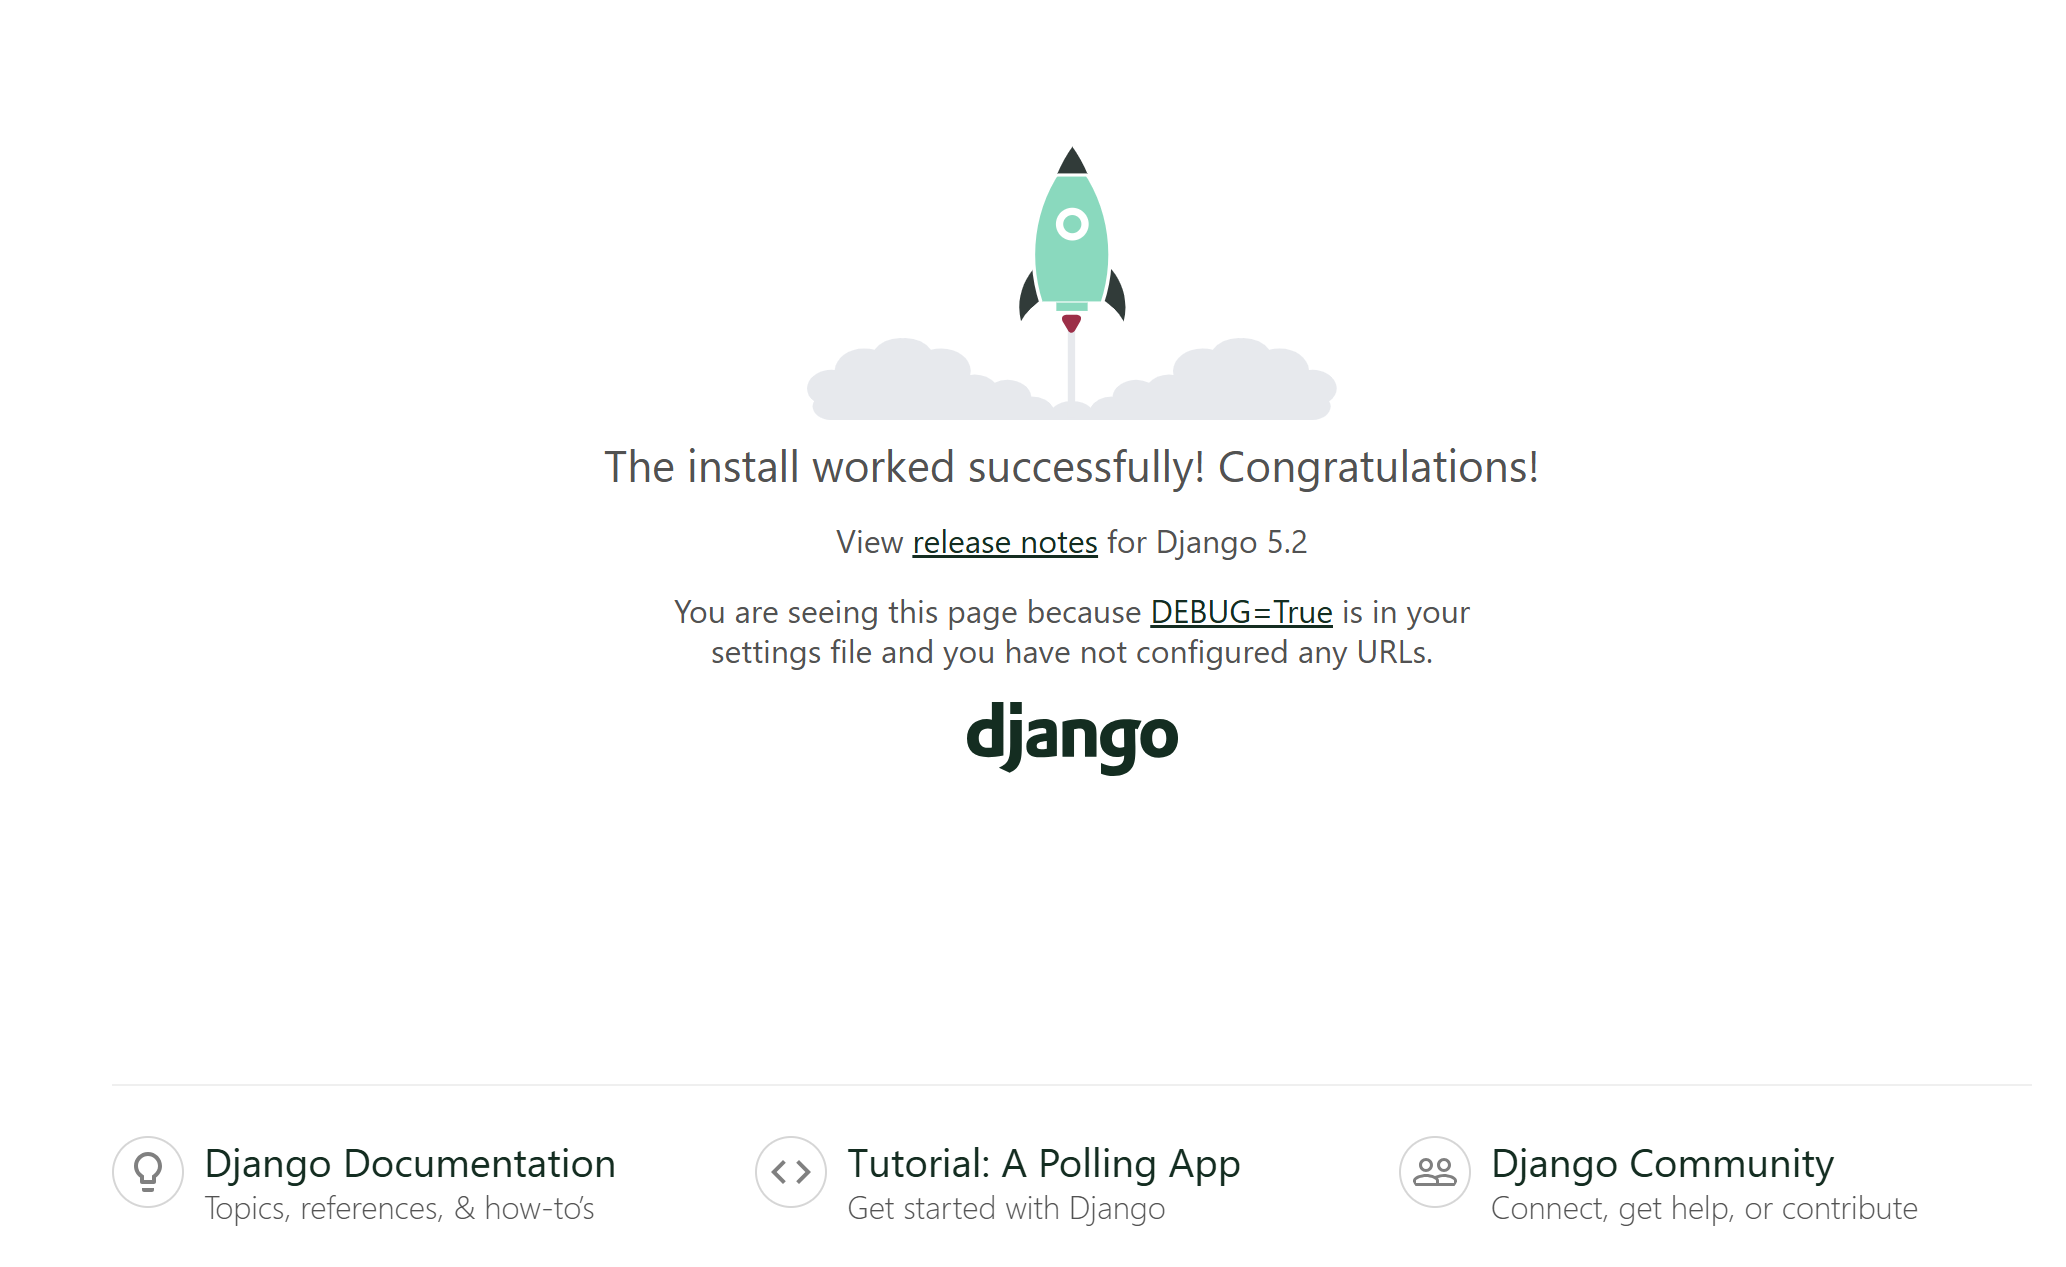 The install worked successfully! Congratulations!
View release notes for Django 5.2
You are seeing this page because DEBUG=True is in your
settings file and you have not configured any URLs.
django
Django Documentation
Topics, references, & how-to’s
Tutorial: A Polling App
Get started with Django
Django Community
Connect, get help, or contribute